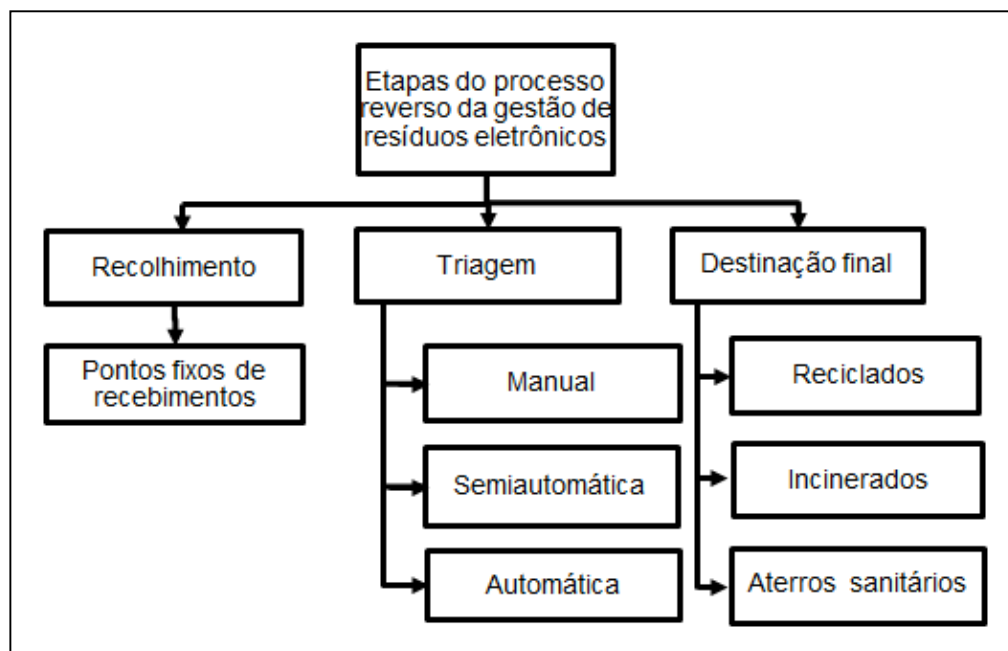 Etapas do processo
reverso da gestão de
resíduos eletrônicos
Recolhimento
Triagem
Destinação final
Pontos fixos de
recebimentos
Manual
Semiautomática
Automática
Reciclados
Incinerados
Aterros sanitários